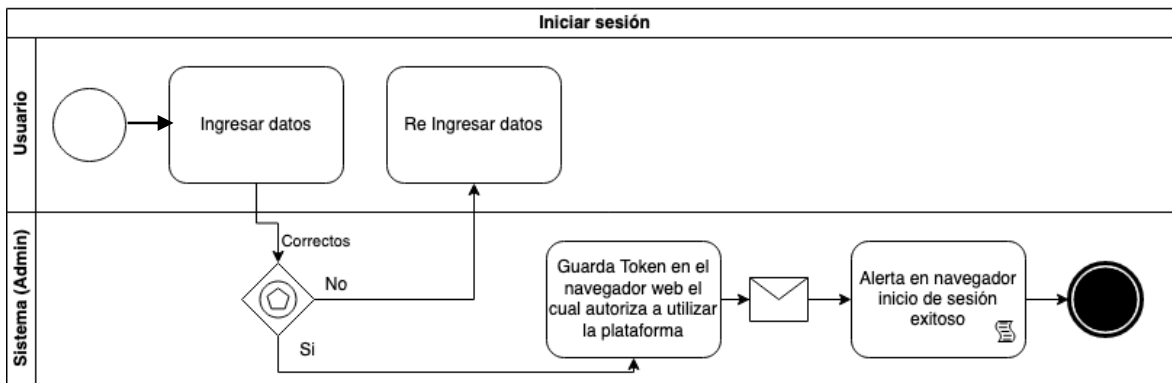 Iniciar sesión
Usuario
Ingresar datos
Re Ingresar datos
Sistema (Admin)
Correctos
No
Si
Guarda Token en el
navegador web el
cual autoriza a utilizar
la plataforma
Alerta en navegador
inicio de sesión
exitoso